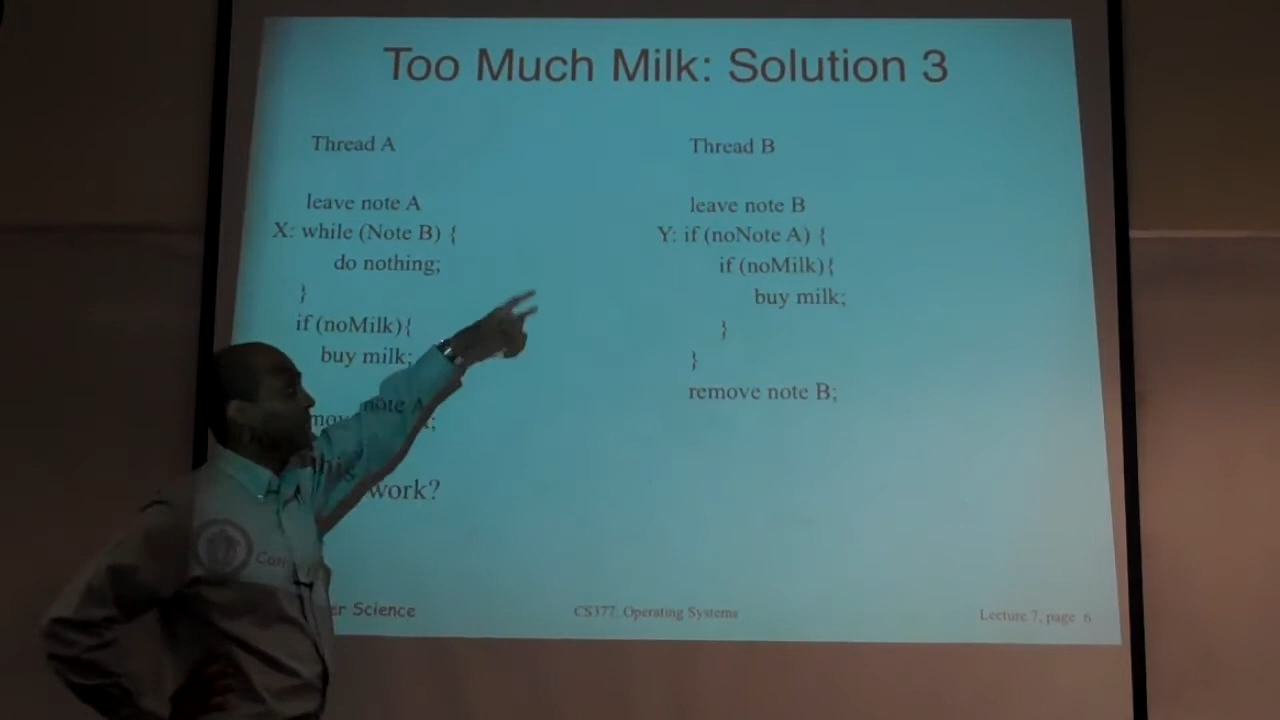 Too Much Milk: Solution 3
Thread A
leave note A
X: while (Note B) {
do nothing;
}
if (noMilk){
buy milk;
note A
;
work?
Thread B
leave note B
Y: if (noNote A) {
if (noMilk){
buy milk;
}
}
remove note B;
er Science
CS377: Operating Systems
Lecture 7, page 6